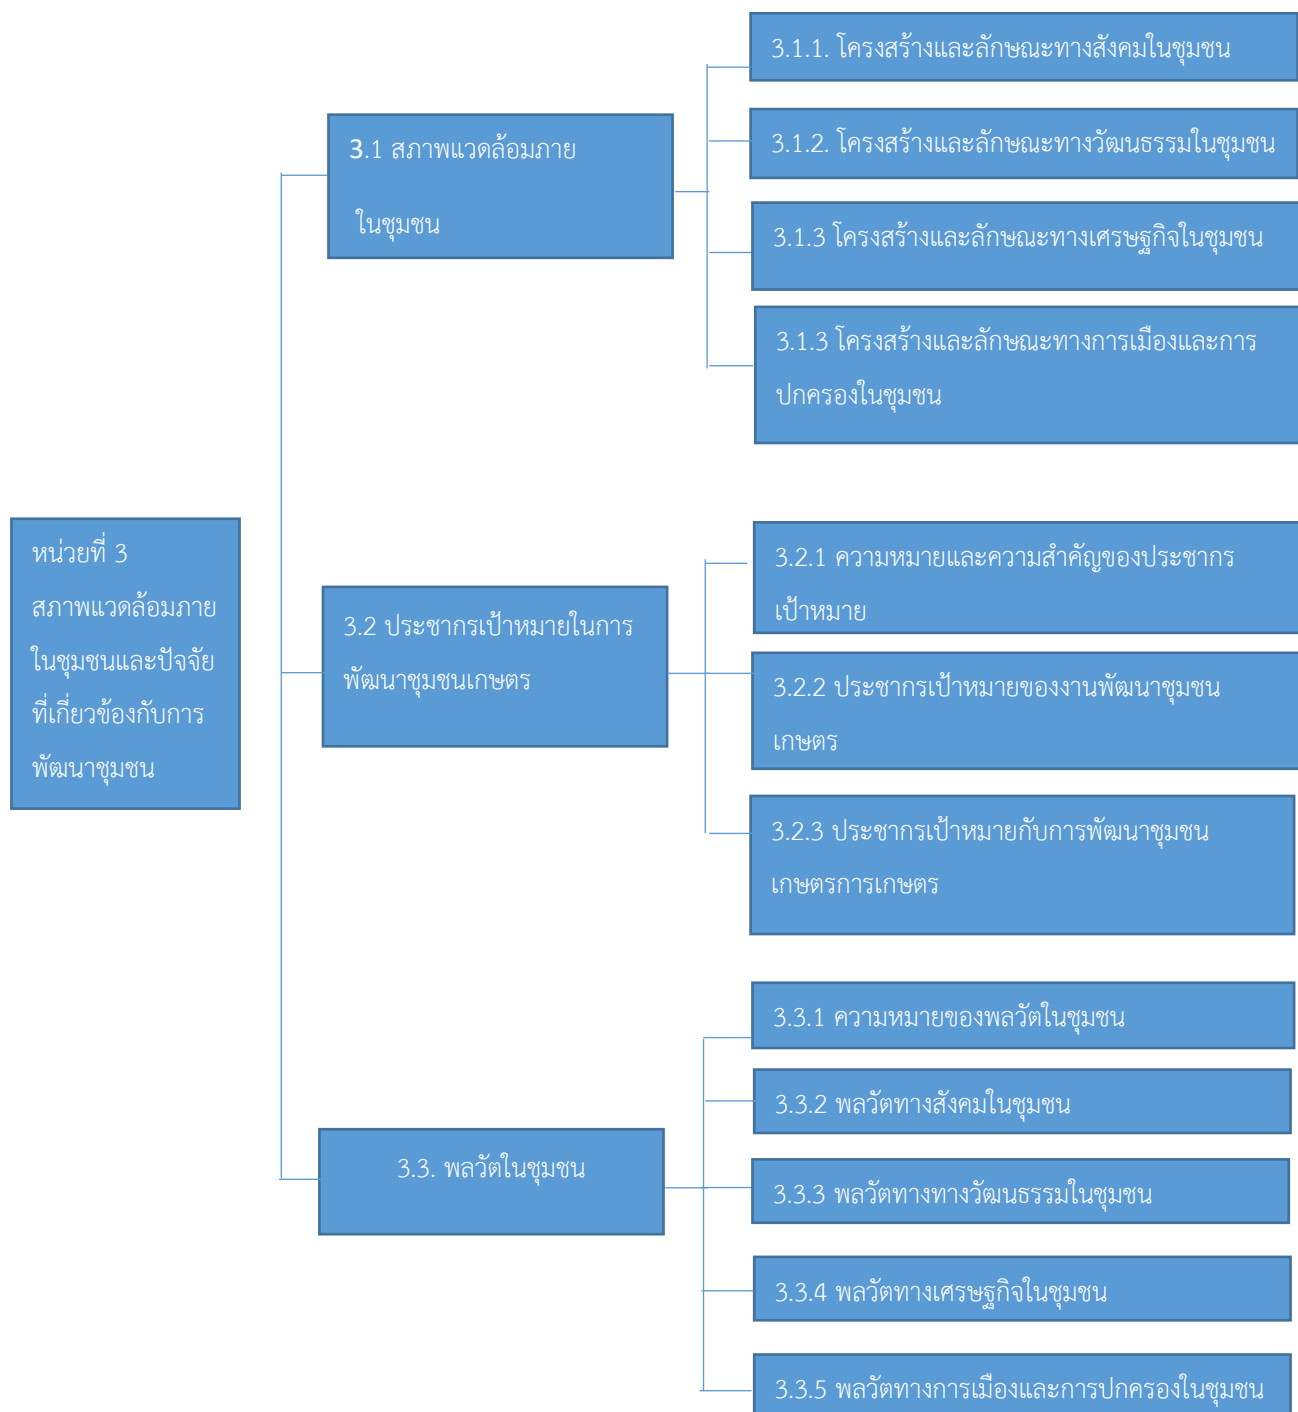 หน่วยที่ 3
สภาพแวดล้อมภาย
ในชุมชนและปัจจัย
ที่เกี่ยวข้องกับการ
พัฒนาชุมชน
3.1 สภาพแวดล้อมภาย
ในชุมชน
3.1.1. โครงสร้างและลักษณะทางสังคมในชุมชน
3.1.2. โครงสร้างและลักษณะทางวัฒนธรรมในชุมชน
3.1.3 โครงสร้างและลักษณะทางเศรษฐกิจในชุมชน
3.1.3 โครงสร้างและลักษณะทางการเมืองและการ
ปกครองในชุมชน
3.2 ประชากรเป้าหมายในการ
พัฒนาชุมชนเกษตร
3.2.1 ความหมายและความสำคัญของประชากร
เป้าหมาย
3.2.2 ประชากรเป้าหมายของงานพัฒนาชุมชน
เกษตร
3.2.3 ประชากรเป้าหมายกับการพัฒนาชุมชน
เกษตรการเกษตร
3.3. พลวัตในชุมชน
3.3.1 ความหมายของพลวัตในชุมชน
3.3.2 พลวัตทางสังคมในชุมชน
3.3.3 พลวัตทางทางวัฒนธรรมในชุมชน
3.3.4 พลวัตทางเศรษฐกิจในชุมชน
3.3.5 พลวัตทางการเมืองและการปกครองในชุมชน